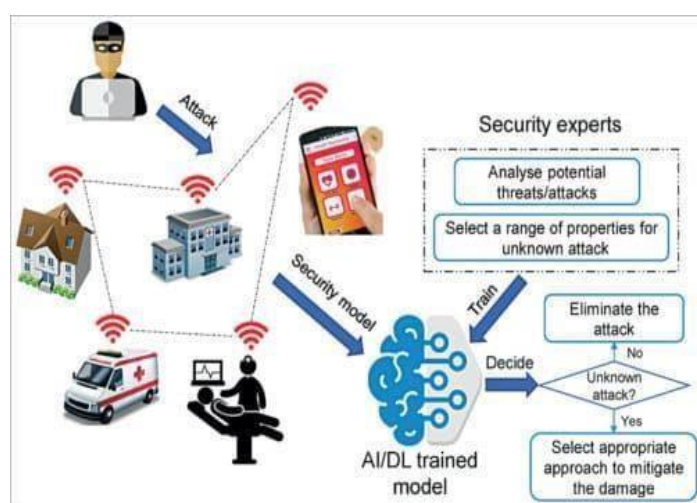 Attack
Security experts
Analyse potential
threats/attacks
Select a range of properties for
unknown attack
Security model
Train
Eliminate the
attack
No
Decide
Unknown
attack?
Yes
AI/DL trained
model
Select appropriate
approach to mitigate
the damage